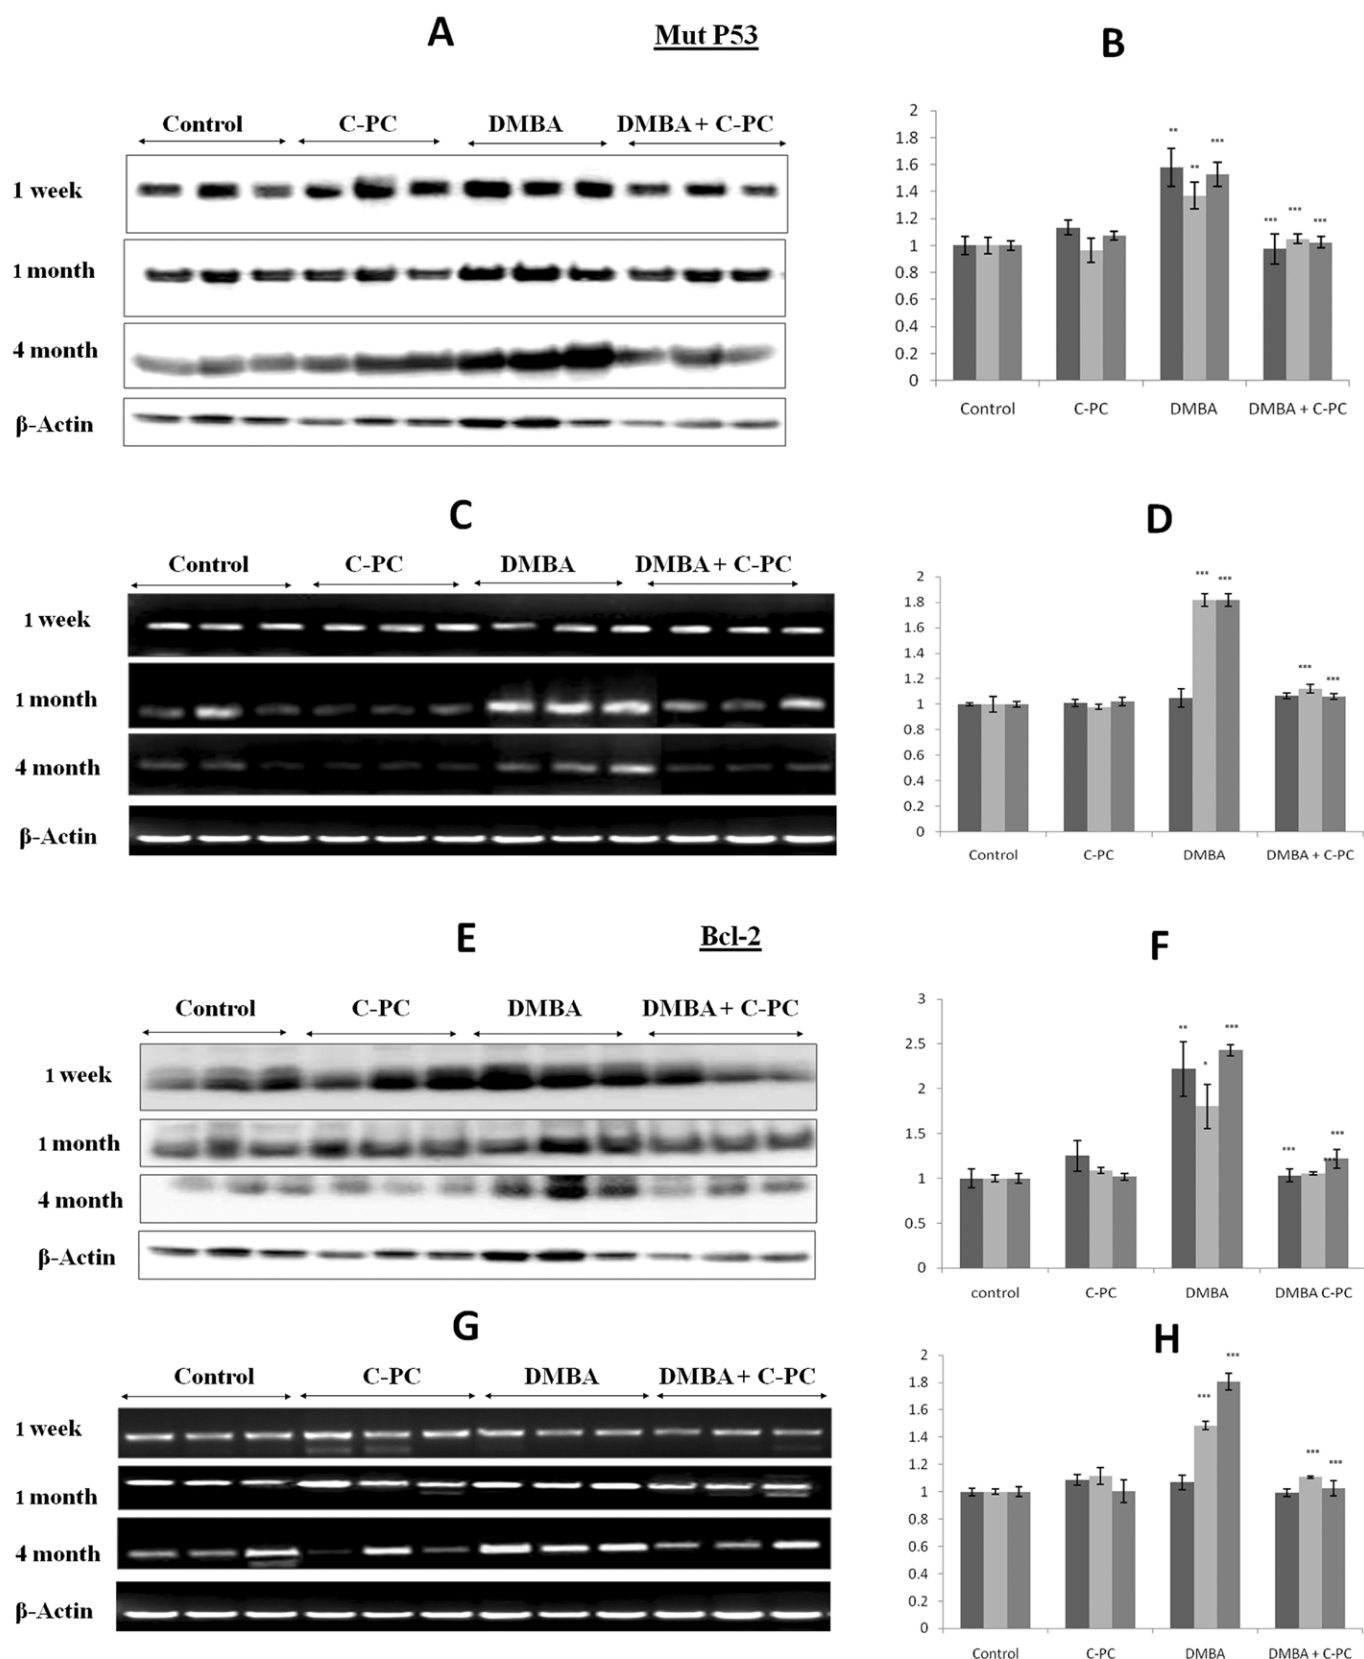 A
Mut P53
Control C-PC DMBA DMBA + C-PC
1 week
1 month
4 month
β-Actin
B
2
1.8
1.6
1.4
1.2
1
0.8
0.6
0.4
0.2
0
** ** ***
*** *** ***
Control C-PC DMBA DMBA + C-PC
C
Control C-PC DMBA DMBA + C-PC
1 week
1 month
4 month
β-Actin
D
2
1.8
1.6
1.4
1.2
1
0.8
0.6
0.4
0.2
0
*** ***
*** ***
Control C-PC DMBA DMBA + C-PC
E
Bcl-2
Control C-PC DMBA DMBA + C-PC
1 week
1 month
4 month
β-Actin
F
3
2.5
2
1.5
1
0.5
0
** * ***
*** ***
control C-PC DMBA DMBA C-PC
G
Control C-PC DMBA DMBA + C-PC
1 week
1 month
4 month
β-Actin
H
2
1.8
1.6
1.4
1.2
1
0.8
0.6
0.4
0.2
0
*** ***
*** ***
Control C-PC DMBA DMBA + C-PC